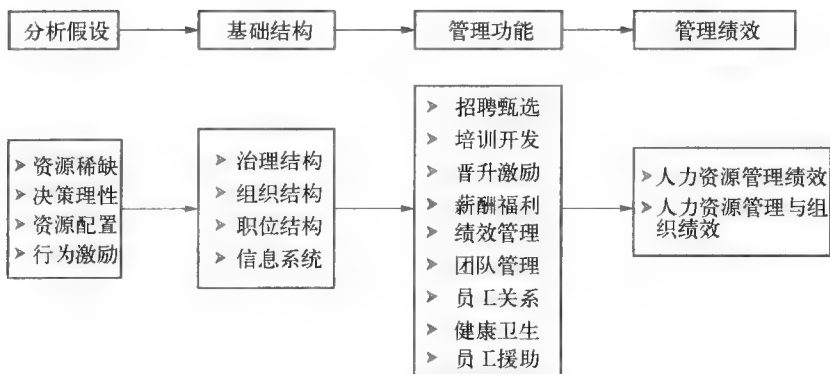 分析假设
基础结构
管理功能
管理绩效
资源稀缺
决策理性
资源配置
行为激励
治理结构
组织结构
职位结构
信息系统
招聘甄选
培训开发
晋升激励
薪酬福利
绩效管理
团队管理
员工关系
健康卫生
员工援助
人力资源管理绩效
人力资源管理与组
织绩效